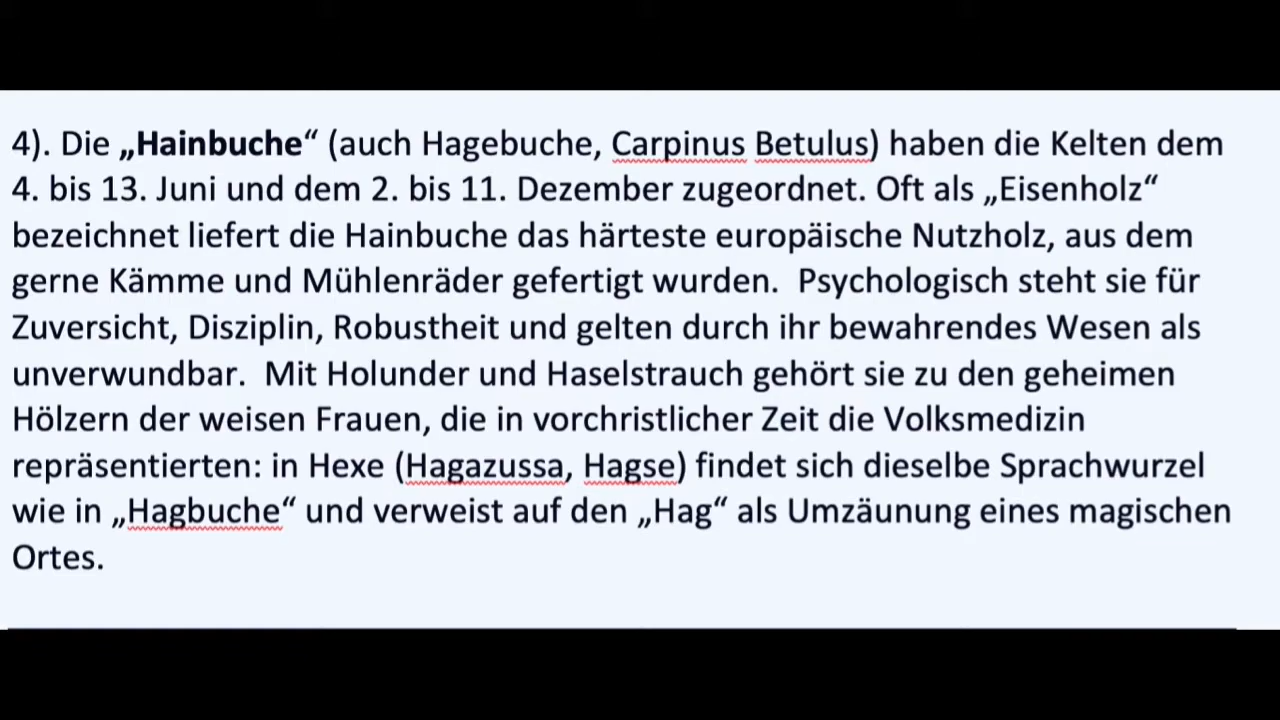 4). Die „Hainbuche“ (auch Hagebuche, Carpinus Betulus) haben die Kelten dem
4. bis 13. Juni und dem 2. bis 11. Dezember zugeordnet. Oft als „Eisenholz“
bezeichnet liefert die Hainbuche das härteste europäische Nutzholz, aus dem
gerne Kämme und Mühlenräder gefertigt wurden.  Psychologisch steht sie für
Zuversicht, Disziplin, Robustheit und gelten durch ihr bewahrendes Wesen als
unverwundbar.  Mit Holunder und Haselstrauch gehört sie zu den geheimen
Hölzern der weisen Frauen, die in vorchristlicher Zeit die Volksmedizin
repräsentierten: in Hexe (Hagazussa, Hagse) findet sich dieselbe Sprachwurzel
wie in „Hagbuche“ und verweist auf den „Hag“ als Umzäunung eines magischen
Ortes.